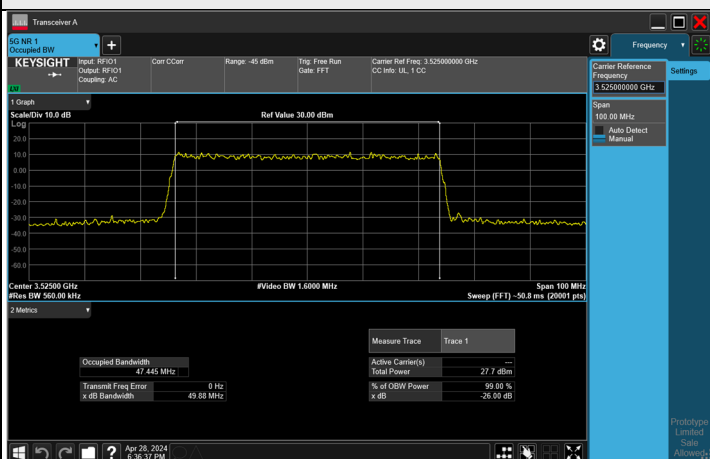 Transceiver A
5G NR 1
Occupied BW
Frequency
KEYSIGHT
Input: RFIO1
Output: RFIO1
Coupling: AC
Corr CCorr
Range: -45 dBm
Trig: Free Run
Gate: FFT
Carrier Ref Freq: 3.525000000 GHz
CC Info: UL, 1 CC
LXI
Carrier Reference
Frequency
3.525000000 GHz
Settings
Span
100.00 MHz
Auto Detect
Manual
1 Graph
Scale/Div 10.0 dB
Ref Value 30.00 dBm
Log
20.0
10.0
0.00
-10.0
-20.0
-30.0
-40.0
-50.0
-60.0
Center 3.52500 GHz
#Video BW 1.6000 MHz
Span 100 MHz
#Res BW 560.00 kHz
Sweep (FFT) ~50.8 ms (20001 pts)
2 Metrics
Measure Trace
Trace 1
Occupied Bandwidth
47.445 MHz
Active Carrier(s)
---
Total Power
27.7 dBm
Transmit Freq Error
0 Hz
x dB Bandwidth
49.88 MHz
% of OBW Power
99.00 %
x dB
-26.00 dB
Prototype
Limited
Sale
Allowed
?
Apr 28, 2024
6:36:37 PM